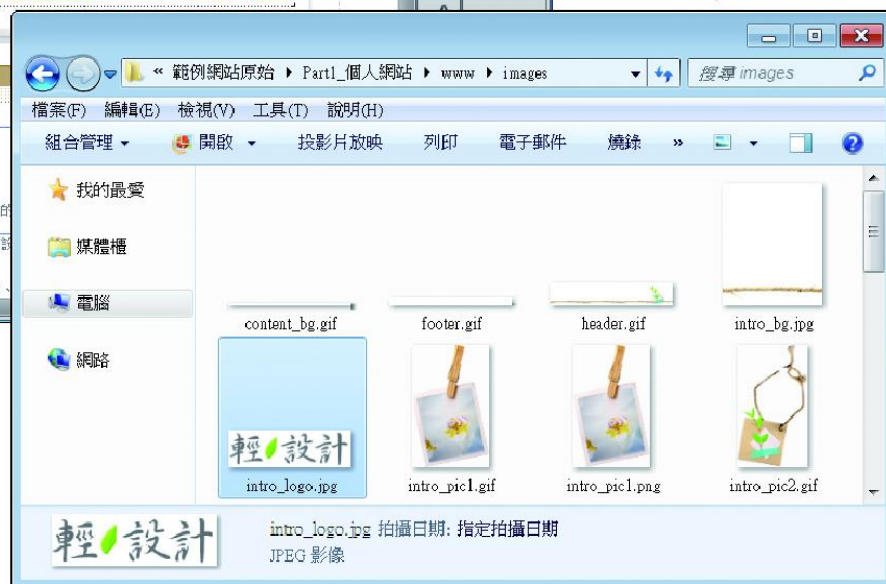 « 範例網站原始 ▸ Part1_個人網站 ▸ www ▸ images
搜尋 images
檔案(F) 編輯(E) 檢視(V) 工具(T) 說明(H)
組合管理 開啟 投影片放映 列印 電子郵件 燒錄 »
我的最愛
媒體櫃
電腦
網路
content_bg.gif footer.gif header.gif intro_bg.jpg
輕設計
intro_logo.jpg intro_pic1.gif intro_pic1.png intro_pic2.gif
輕設計
intro_logo.jpg 拍攝日期: 指定拍攝日期
JPEG 影像